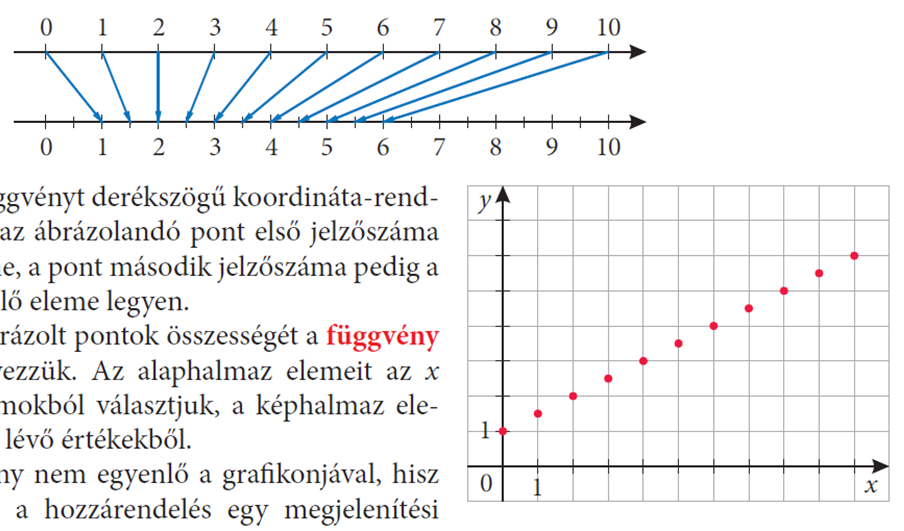 0 1 2 3 4 5 6 7 8 9 10
0 1 2 3 4 5 6 7 8 9 10
ggvényt derékszögű koordináta-rend-
az ábrázolandó pont első jelzőszáma
e, a pont második jelzőszáma pedig a
lő eleme legyen.
rázolt pontok összességét a függvény
ezzük. Az alaphalmaz elemeit az x
mokból választjuk, a képhalmaz ele-
lévő értékekből.
ny nem egyenlő a grafikonjával, hisz
a hozzárendelés egy megjelenítési
y
1
0 1 x